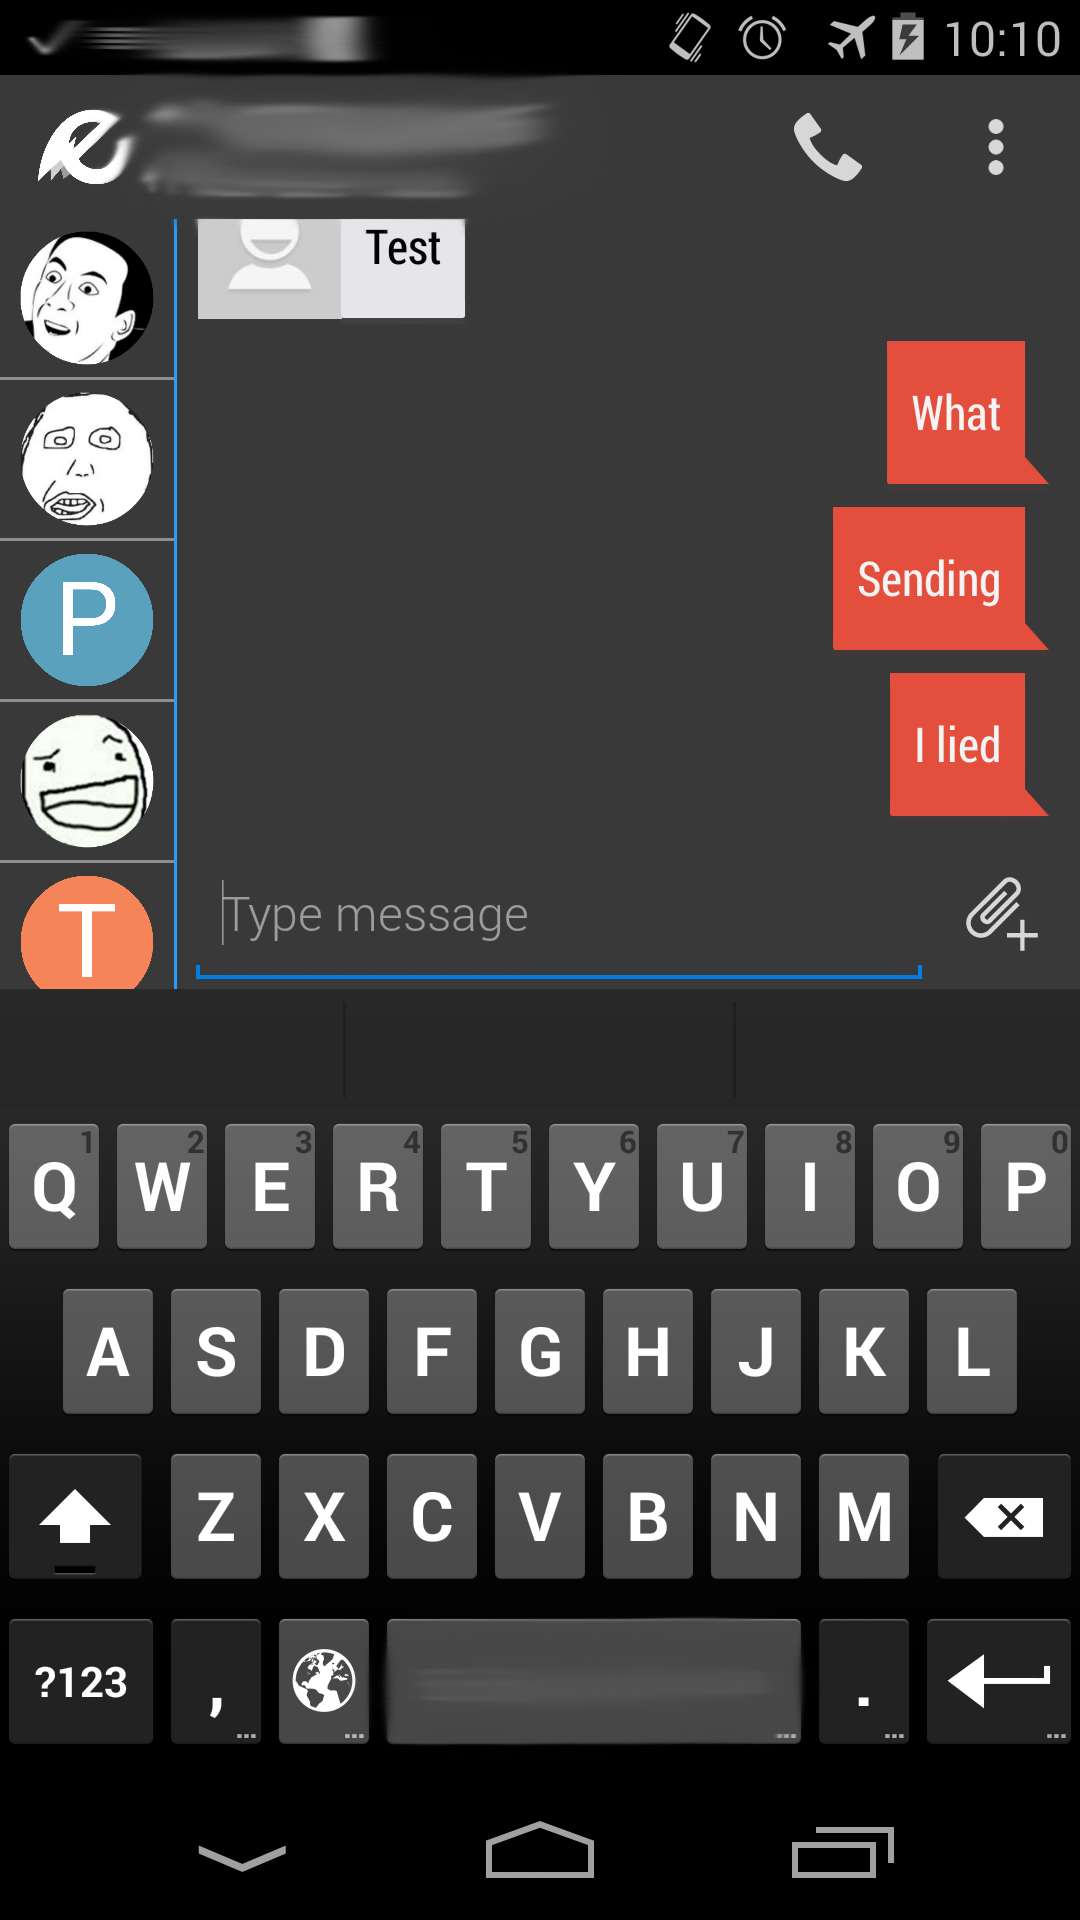 10:10
Test
What
Sending
I lied
P
T
Type message
1 2 3 4 5 6 7 8 9 0
Q W E R T Y U I O P
A S D F G H J K L
Z X C V B N M
?123 , .